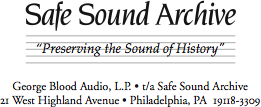 Safe Sound Archive
“Preserving the Sound of History”
George Blood Audio, L.P. • t/a Safe Sound Archive
21 West Highland Avenue • Philadelphia, PA 19118-3309